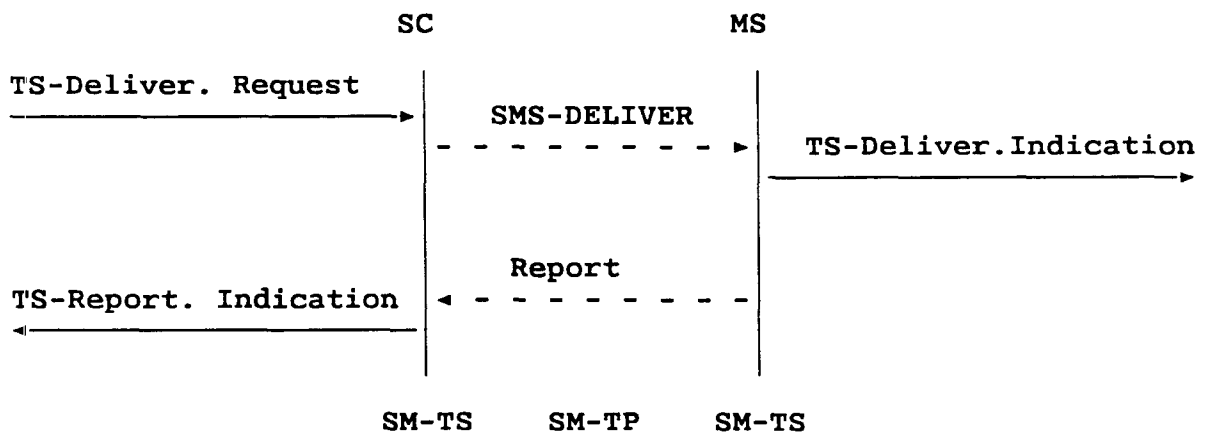 SC MS
TS-Deliver. Request
SMS-DELIVER
TS-Deliver.Indication
Report
TS-Report. Indication
SM-TS SM-TP SM-TS